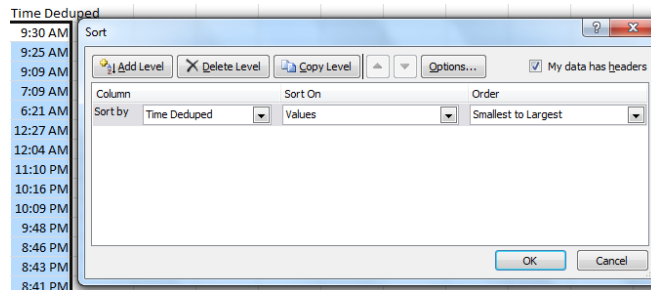 Time Deduped
9:30 AM
9:25 AM
9:09 AM
7:09 AM
6:21 AM
12:27 AM
12:04 AM
11:10 PM
10:16 PM
10:09 PM
9:48 PM
8:46 PM
8:43 PM
8:41 PM
Sort
Add Level Delete Level Copy Level Options... My data has headers
Column Sort On Order
Sort by Time Deduped Values Smallest to Largest
OK Cancel